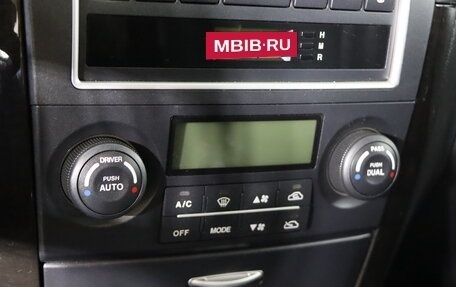 H
MBIB.RU
M
R
DRIVER
PUSH
AUTO
PASS
PUSH
DUAL
A/C
OFF
MODE